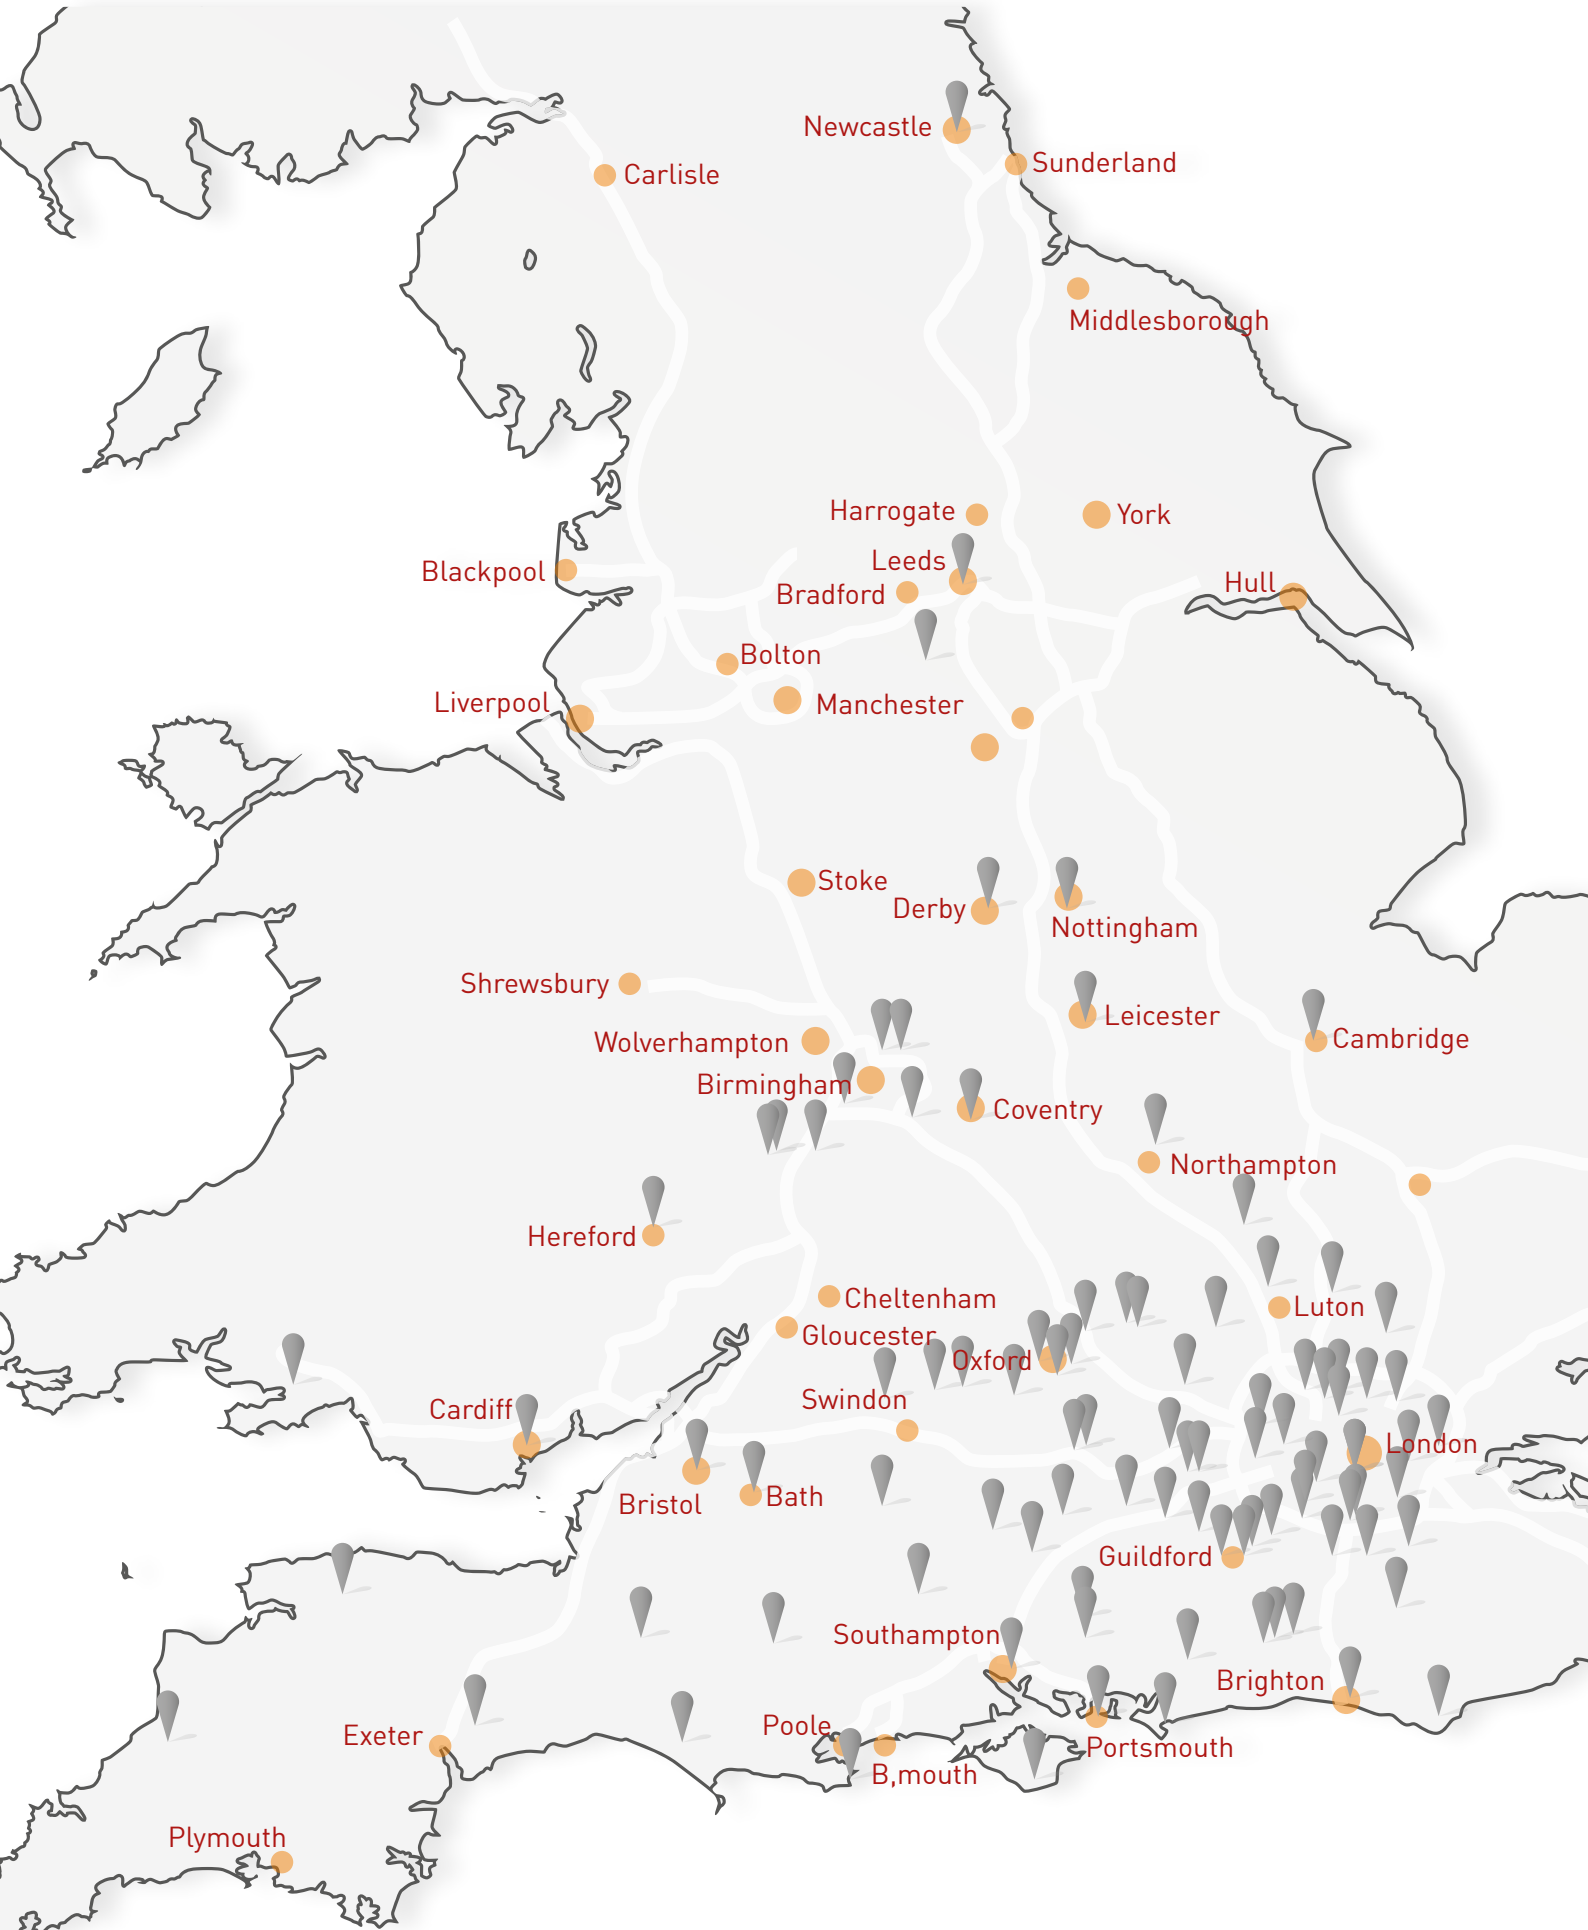 Newcastle
Sunderland
Carlisle
Middlesborough
Harrogate
York
Leeds
Blackpool
Bradford
Hull
Bolton
Liverpool
Manchester
Stoke
Derby
Nottingham
Shrewsbury
Leicester
Wolverhampton
Cambridge
Birmingham
Coventry
Northampton
Hereford
Cheltenham
Luton
Gloucester
Oxford
Swindon
Cardiff
London
Bath
Bristol
Guildford
Southampton
Brighton
Poole
Exeter
Portsmouth
B,mouth
Plymouth